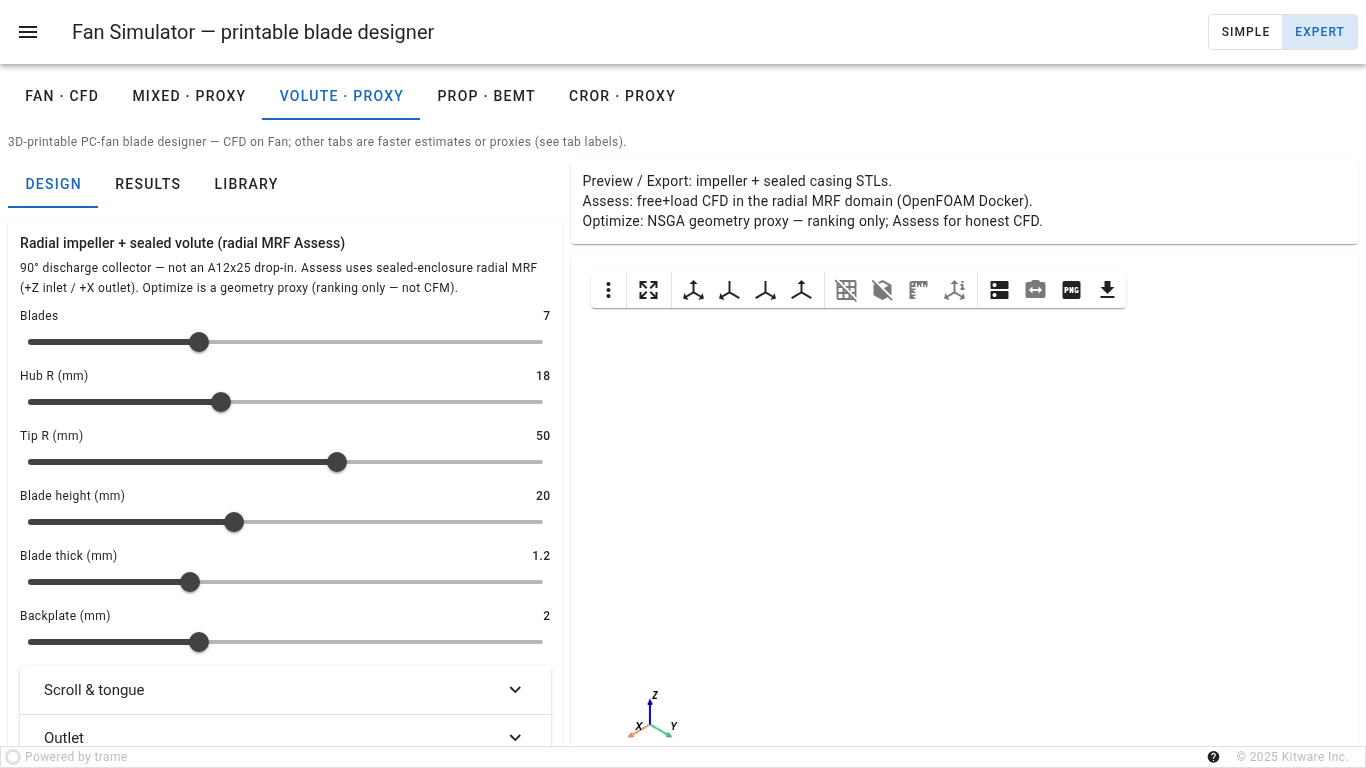 Fan Simulator — printable blade designer
SIMPLE
EXPERT
FAN · CFD
MIXED · PROXY
VOLUTE · PROXY
PROP · BEMT
CROR · PROXY
3D-printable PC-fan blade designer — CFD on Fan; other tabs are faster estimates or proxies (see tab labels).
DESIGN
RESULTS
LIBRARY
Radial impeller + sealed volute (radial MRF Assess)
90° discharge collector — not an A12x25 drop-in. Assess uses sealed-enclosure radial MRF
(+Z inlet / +X outlet). Optimize is a geometry proxy (ranking only — not CFM).
Blades 7
Hub R (mm) 18
Tip R (mm) 50
Blade height (mm) 20
Blade thick (mm) 1.2
Backplate (mm) 2
Scroll & tongue
Outlet
Preview / Export: impeller + sealed casing STLs.
Assess: free+load CFD in the radial MRF domain (OpenFOAM Docker).
Optimize: NSGA geometry proxy — ranking only; Assess for honest CFD.
PNG
Z
X
Y
Powered by trame
© 2025 Kitware Inc.